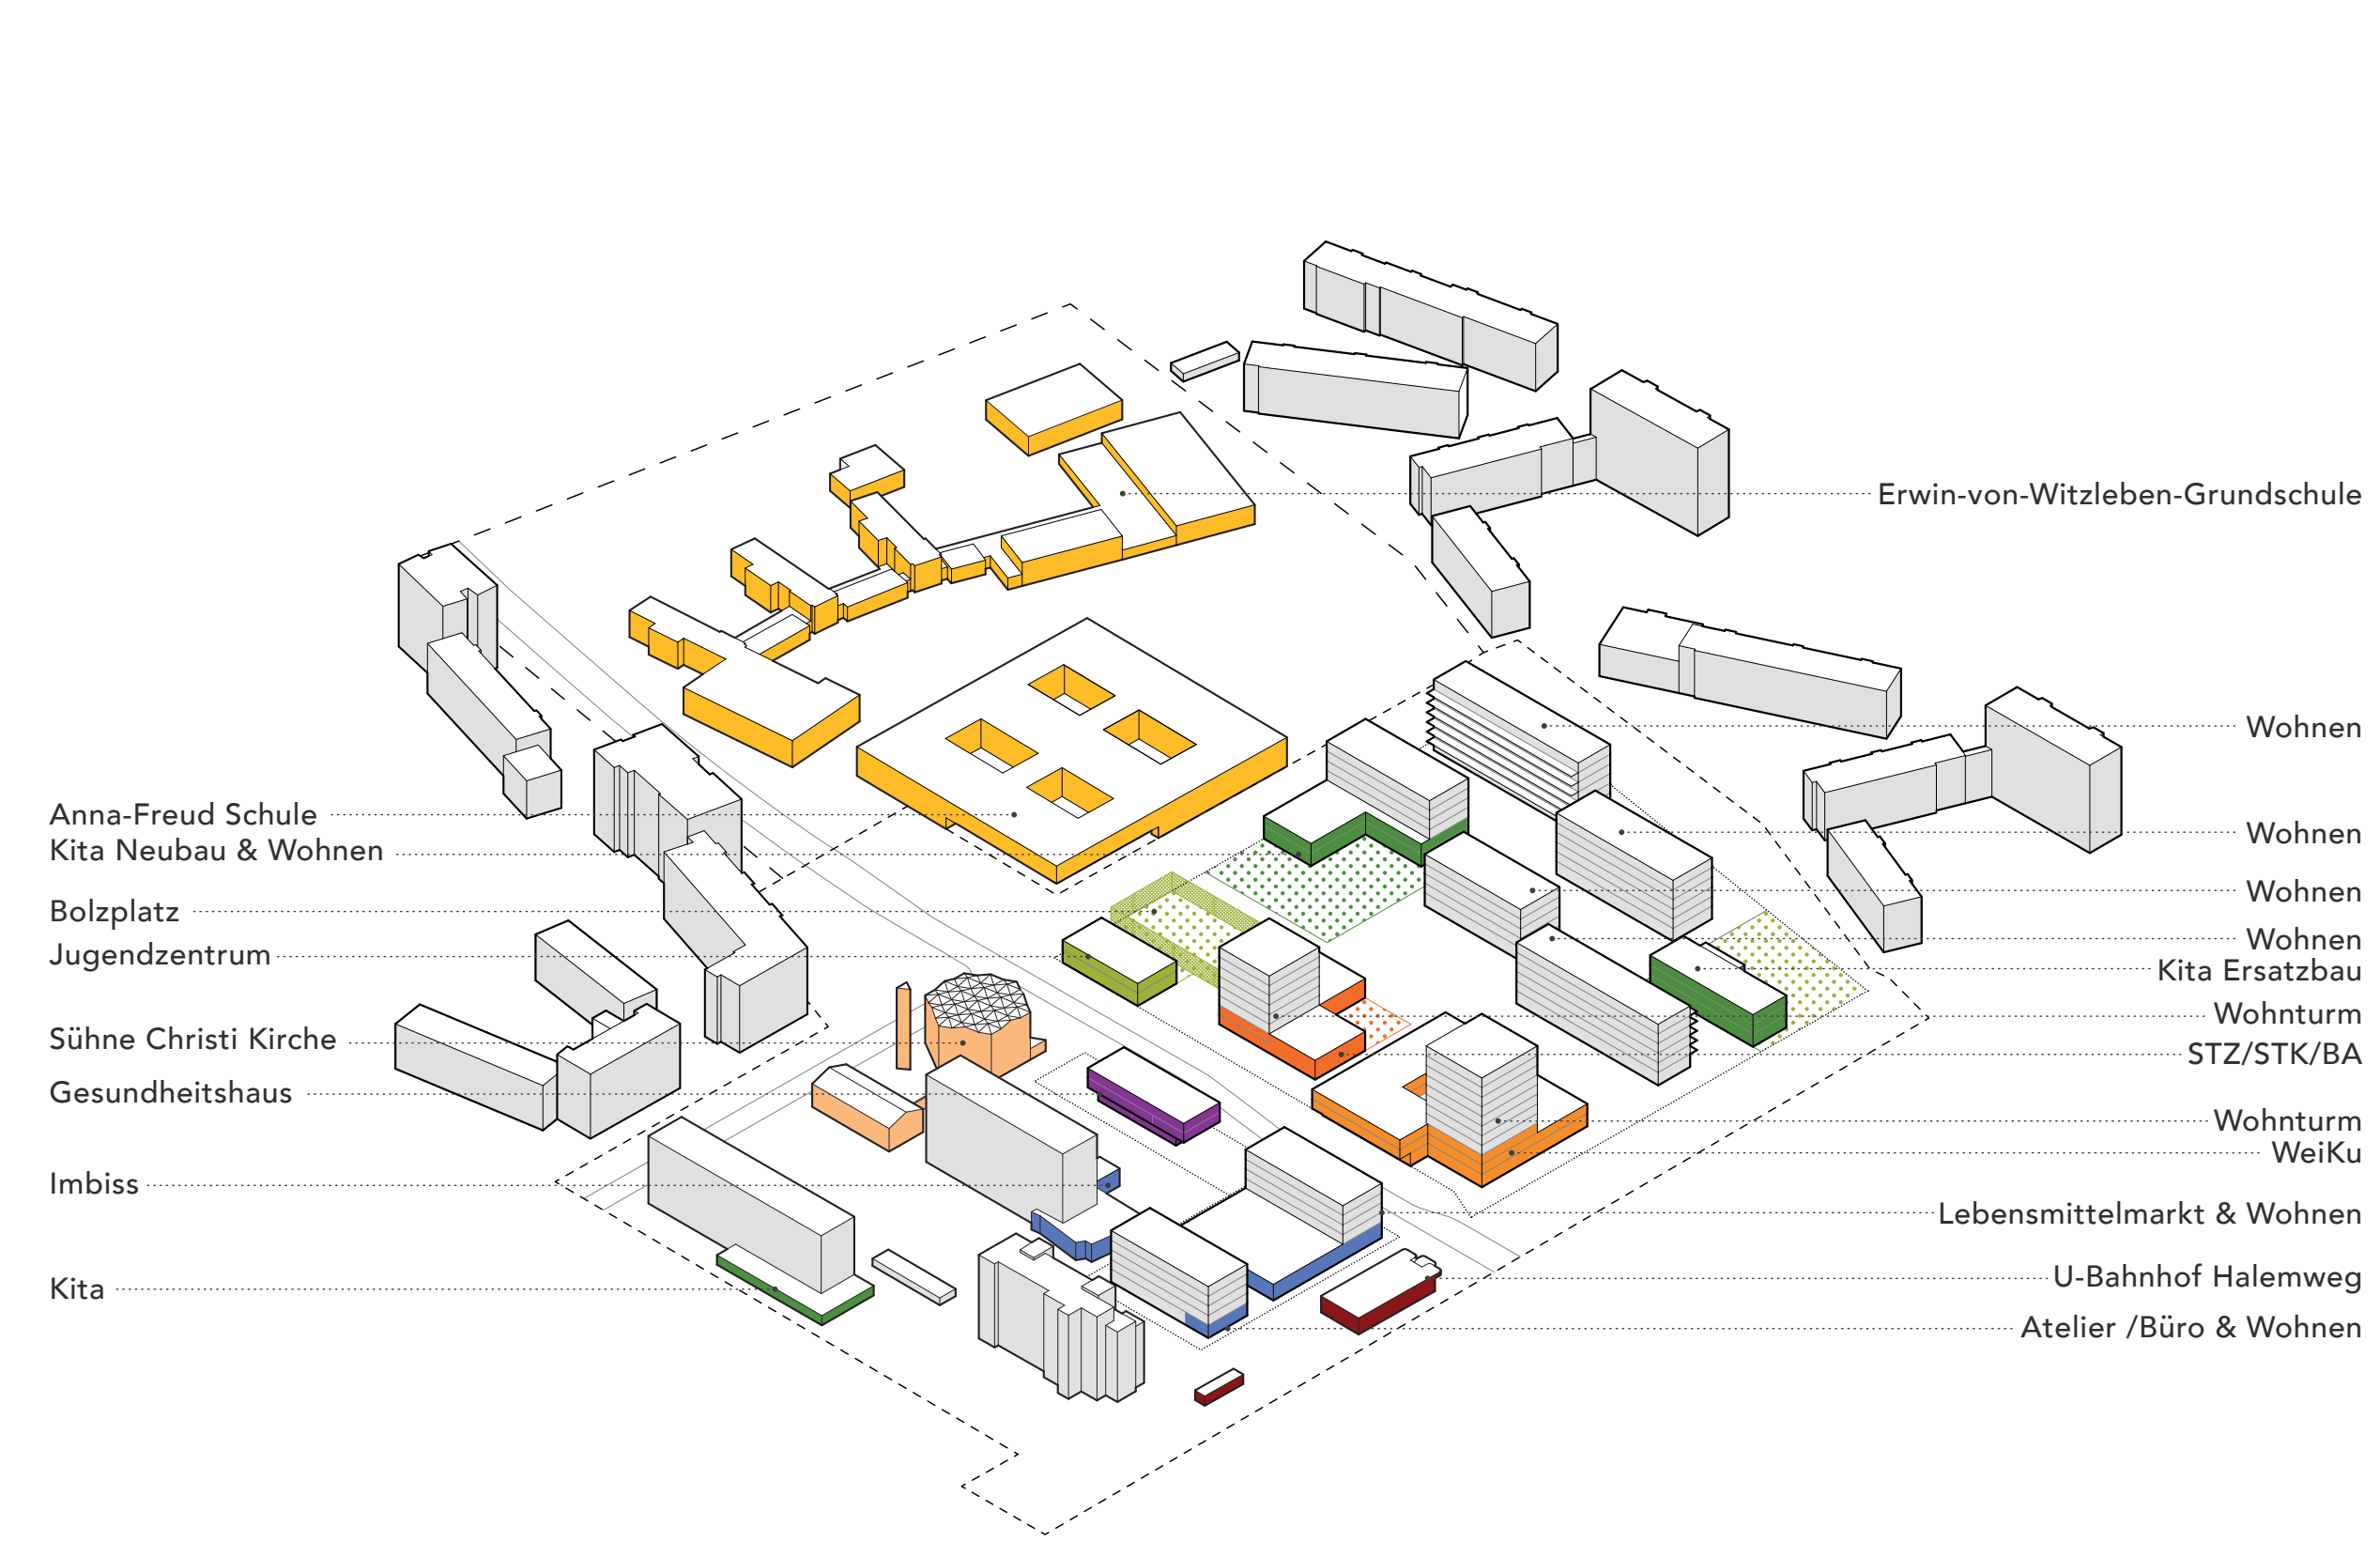 Erwin-von-Witzleben-Grundschule
Wohnen
Anna-Freud Schule
Wohnen
Kita Neubau & Wohnen
Wohnen
Bolzplatz
Wohnen
Jugendzentrum
Kita Ersatzbau
Wohnturm
Sühne Christi Kirche
STZ/STK/BA
Gesundheitshaus
Wohnturm
WeiKu
Imbiss
Lebensmittelmarkt & Wohnen
U-Bahnhof Halemweg
Kita
Atelier /Büro & Wohnen